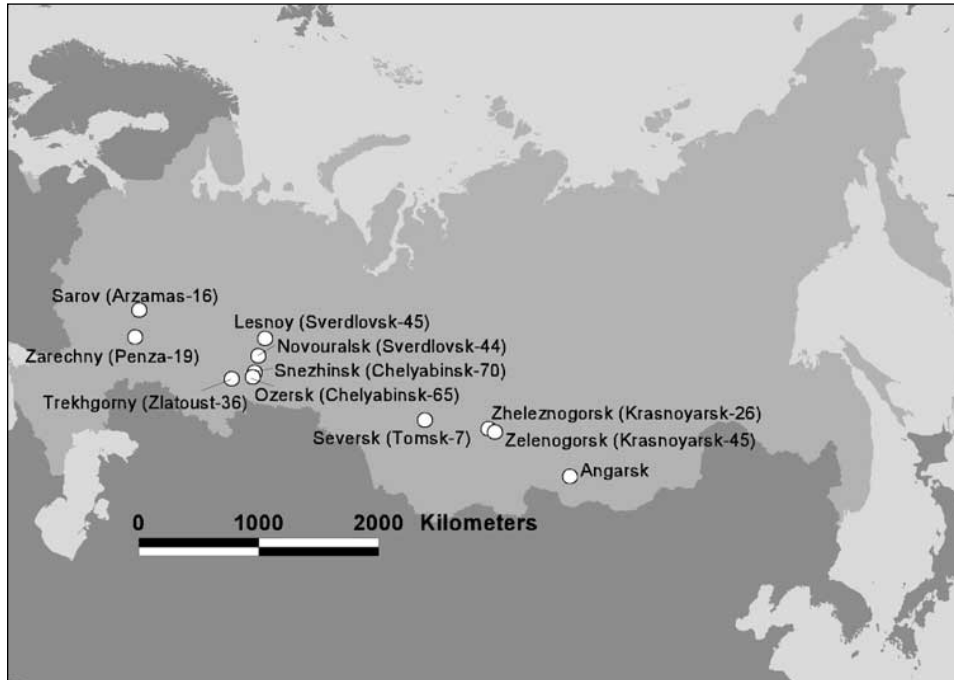 Sarov (Arzamas-16)
Lesnoy (Sverdlovsk-45)
Novouralsk (Sverdlovsk-44)
Zarechny (Penza-19)
Snezhinsk (Chelyabinsk-70)
Ozersk (Chelyabinsk-65)
Trekhgorny (Zlatoust-36)
Zheleznogorsk (Krasnoyarsk-26)
Seversk (Tomsk-7)
Zelenogorsk (Krasnoyarsk-45)
Angarsk
0 1000 2000 Kilometers